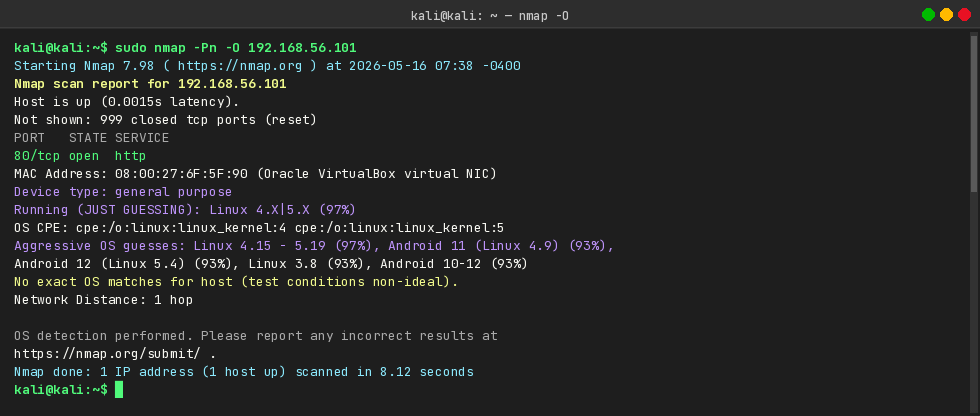 kali@kali: ~ — nmap -O
kali@kali:~$ sudo nmap -Pn -O 192.168.56.101
Starting Nmap 7.98 ( https://nmap.org ) at 2026-05-16 07:38 -0400
Nmap scan report for 192.168.56.101
Host is up (0.0015s latency).
Not shown: 999 closed tcp ports (reset)
PORT   STATE SERVICE
80/tcp open  http
MAC Address: 08:00:27:6F:5F:90 (Oracle VirtualBox virtual NIC)
Device type: general purpose
Running (JUST GUESSING): Linux 4.X|5.X (97%)
OS CPE: cpe:/o:linux:linux_kernel:4 cpe:/o:linux:linux_kernel:5
Aggressive OS guesses: Linux 4.15 - 5.19 (97%), Android 11 (Linux 4.9) (93%),
Android 12 (Linux 5.4) (93%), Linux 3.8 (93%), Android 10-12 (93%)
No exact OS matches for host (test conditions non-ideal).
Network Distance: 1 hop
OS detection performed. Please report any incorrect results at
https://nmap.org/submit/ .
Nmap done: 1 IP address (1 host up) scanned in 8.12 seconds
kali@kali:~$